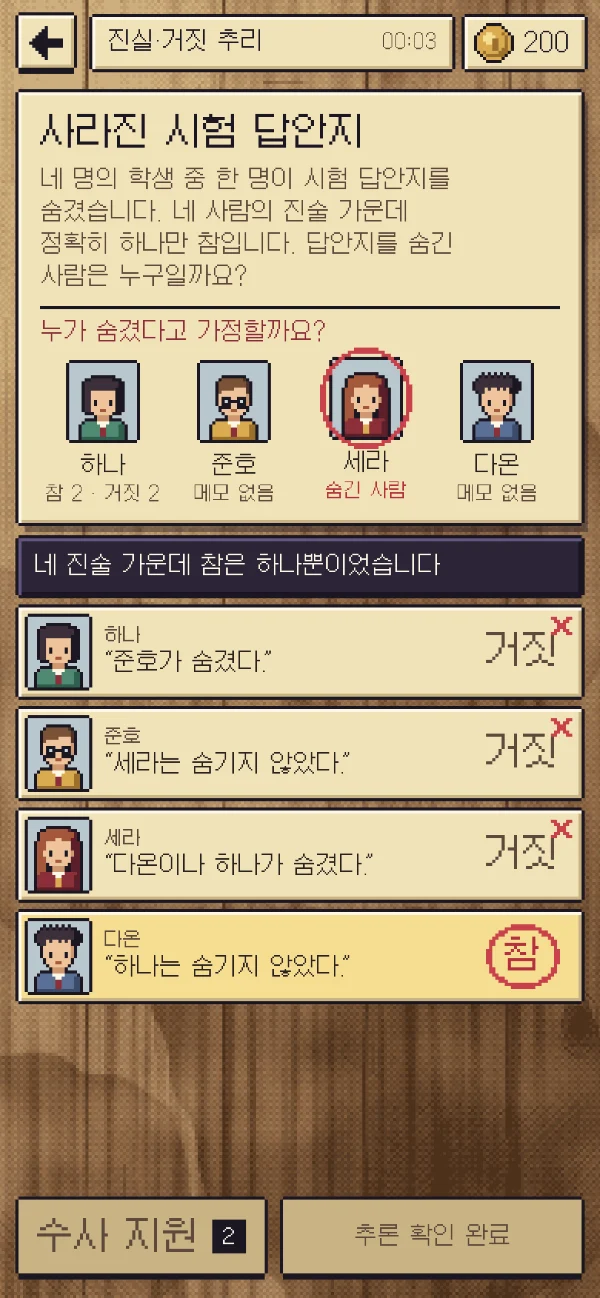 진실·거짓 추리
00:03
200
사라진 시험 답안지
네 명의 학생 중 한 명이 시험 답안지를
숨겼습니다. 네 사람의 진술 가운데
정확히 하나만 참입니다. 답안지를 숨긴
사람은 누구일까요?
누가 숨겼다고 가정할까요?
하나 준호 세라 다온
참 2 · 거짓 2 메모 없음 숨긴 사람 메모 없음
네 진술 가운데 참은 하나뿐이었습니다
하나
“준호가 숨겼다.”
거짓
준호
“세라는 숨기지 않았다.”
거짓
세라
“다온이나 하나가 숨겼다.”
거짓
다온
“하나는 숨기지 않았다.”
참
수사 지원 2
추론 확인 완료